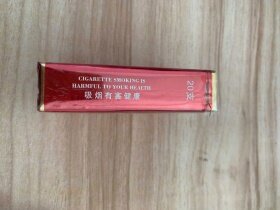 CIGARETTE SMOKING IS
HARMFUL TO YOUR HEALTH
吸烟有害健康
20支